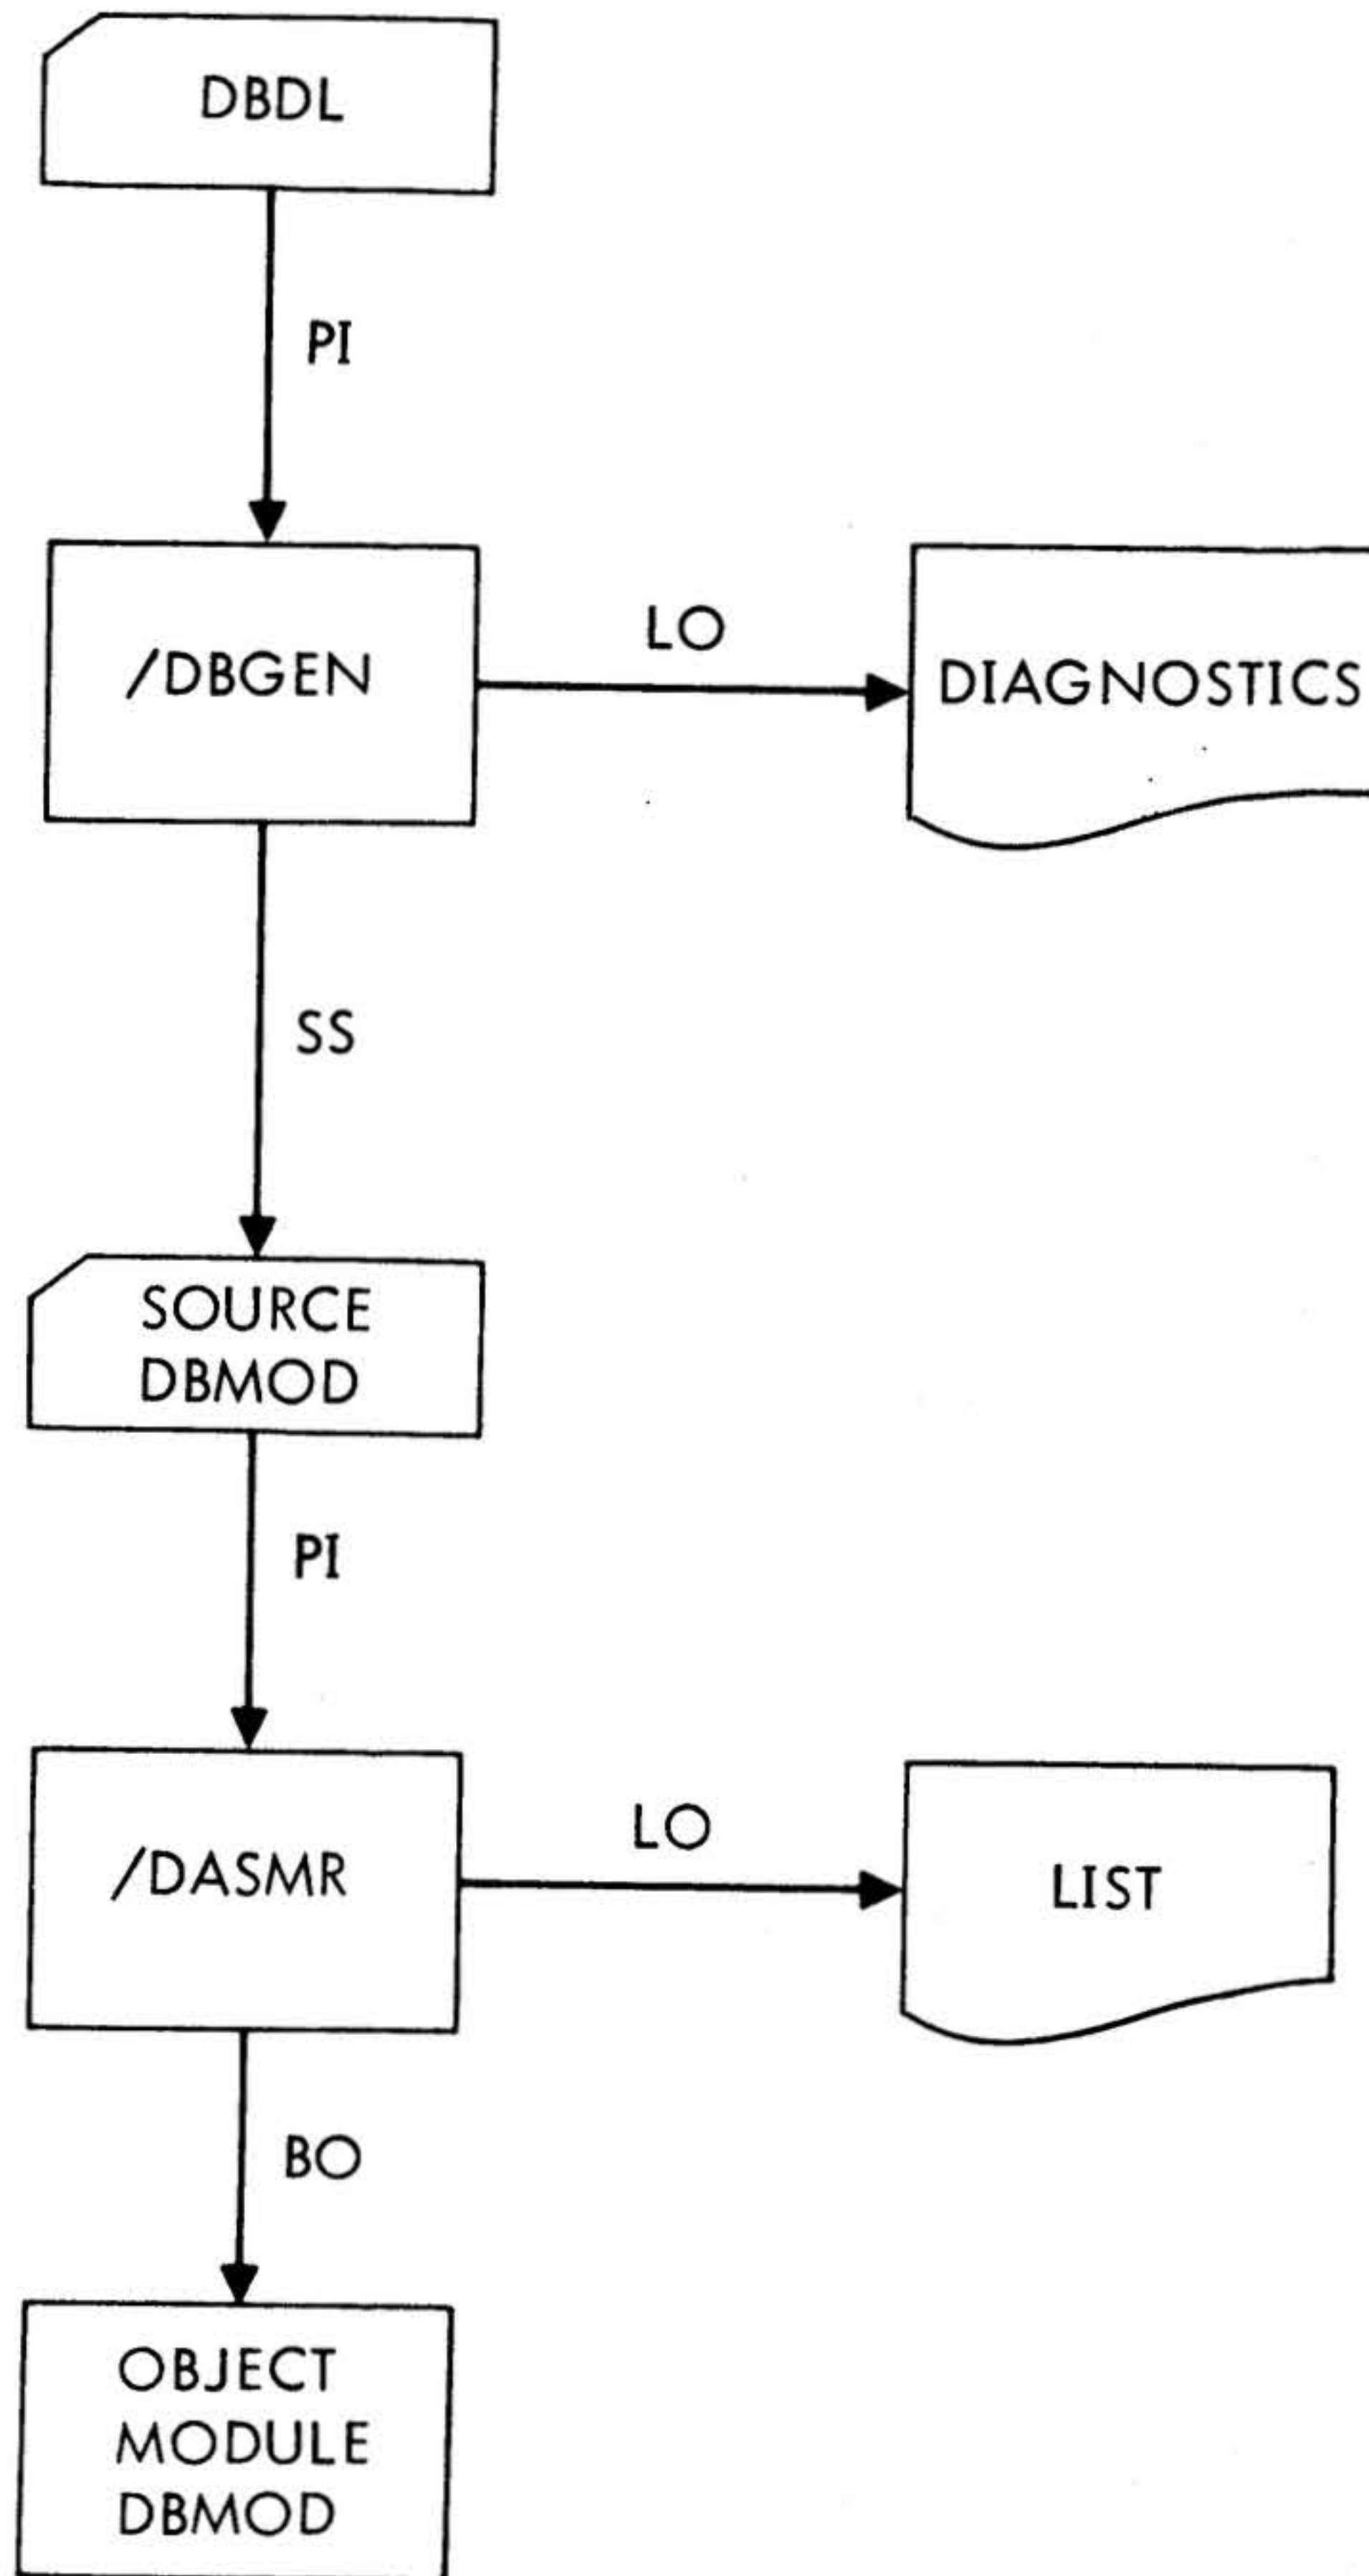 DBDL
PI
/DBGEN
LO
DIAGNOSTICS
SS
SOURCE
DBMOD
PI
/DASMR
LO
LIST
BO
OBJECT
MODULE
DBMOD